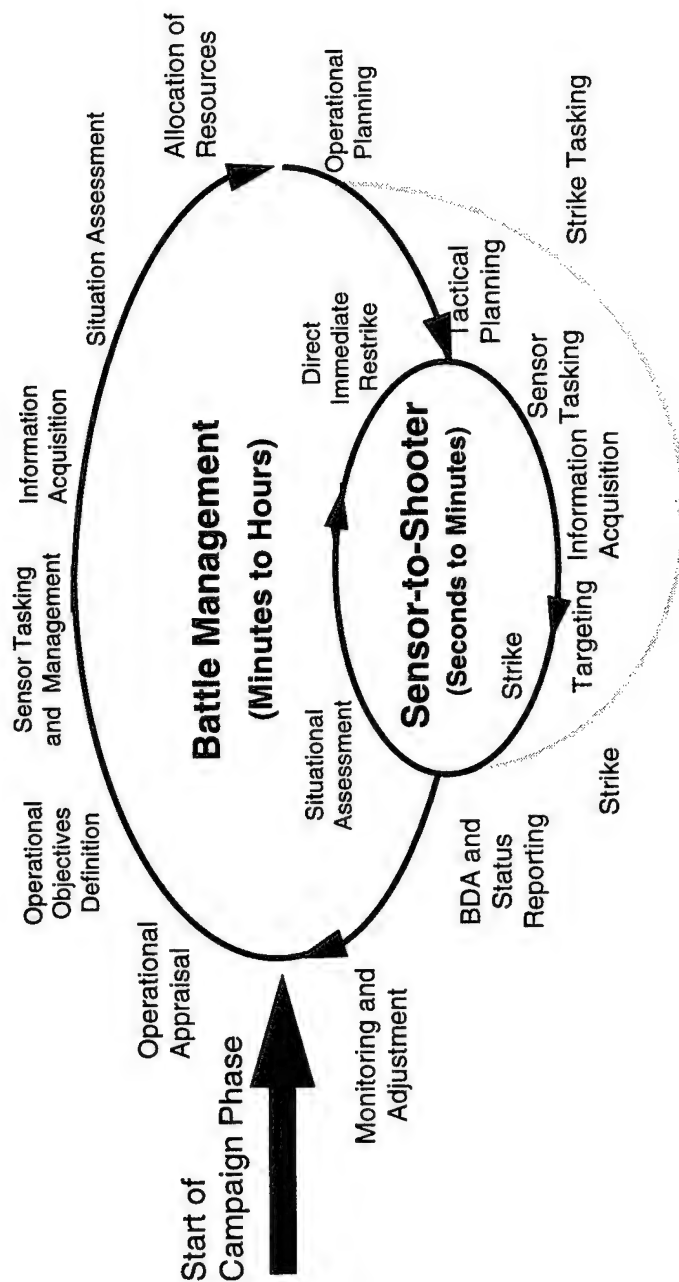 Start of
Campaign Phase
Operational
Appraisal
Operational
Objectives
Definition
Sensor Tasking
and Management
Information
Acquisition
Situation Assessment
Allocation of
Resources
Operational
Planning
Battle Management
(Minutes to Hours)
Monitoring and
Adjustment
Situational
Assessment
Direct
Immediate
Restrike
Tactical
Planning
Sensor-to-Shooter
(Seconds to Minutes)
Sensor
Tasking
Information
Acquisition
Targeting
Strike
BDA and
Status
Reporting
Strike
Strike Tasking